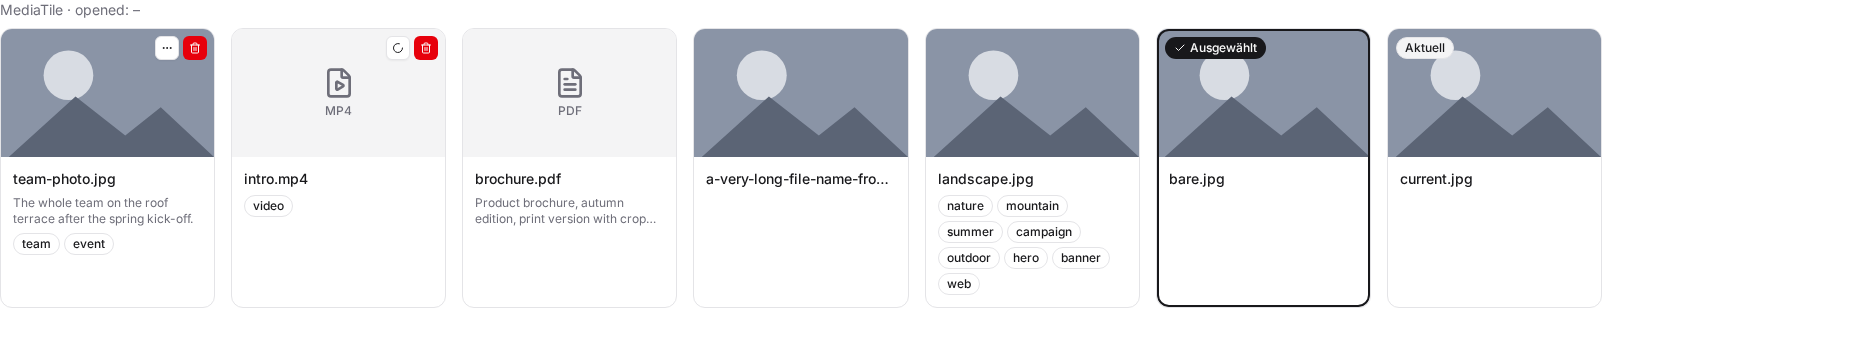 MediaTile · opened: –
team-photo.jpg
The whole team on the roof
terrace after the spring kick-off.
team event
MP4
intro.mp4
video
PDF
brochure.pdf
Product brochure, autumn
edition, print version with crop…
a-very-long-file-name-fro…
landscape.jpg
nature mountain
summer campaign
outdoor hero banner
web
Ausgewählt
bare.jpg
Aktuell
current.jpg